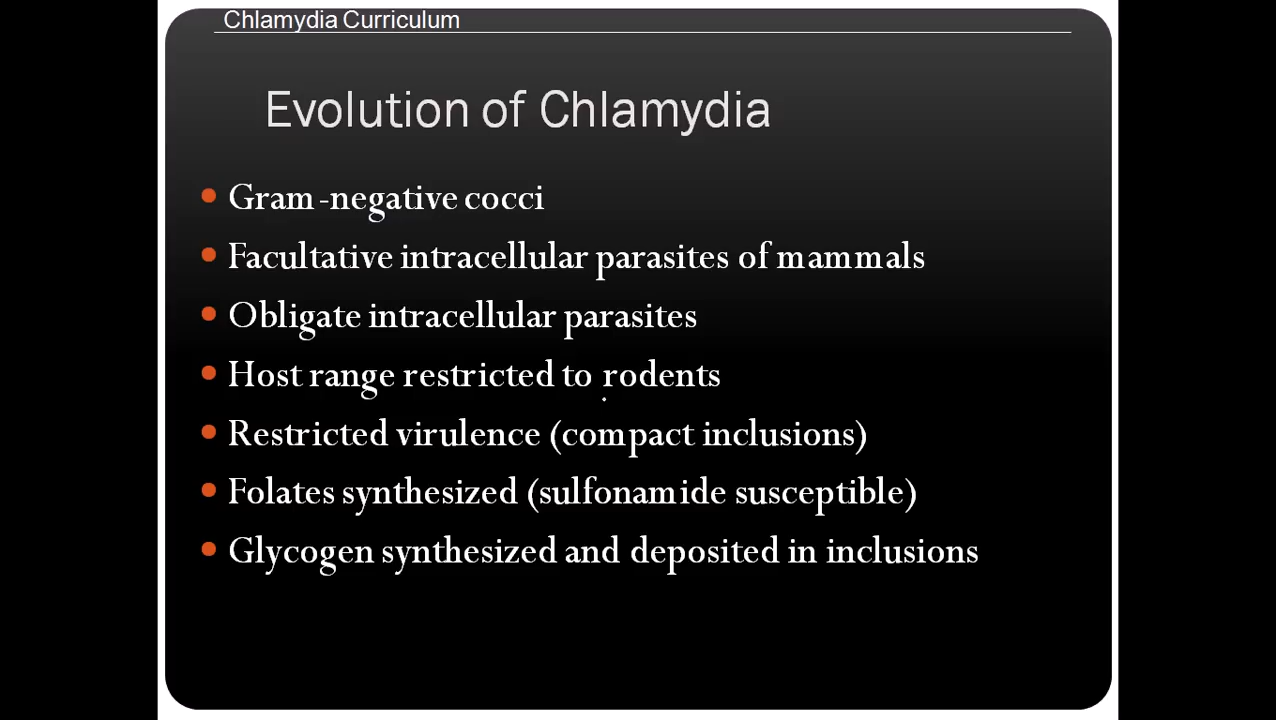 Chlamydia Curriculum
Evolution of Chlamydia
Gram-negative cocci
Facultative intracellular parasites of mammals
Obligate intracellular parasites
Host range restricted to rodents
Restricted virulence (compact inclusions)
Folates synthesized (sulfonamide susceptible)
Glycogen synthesized and deposited in inclusions